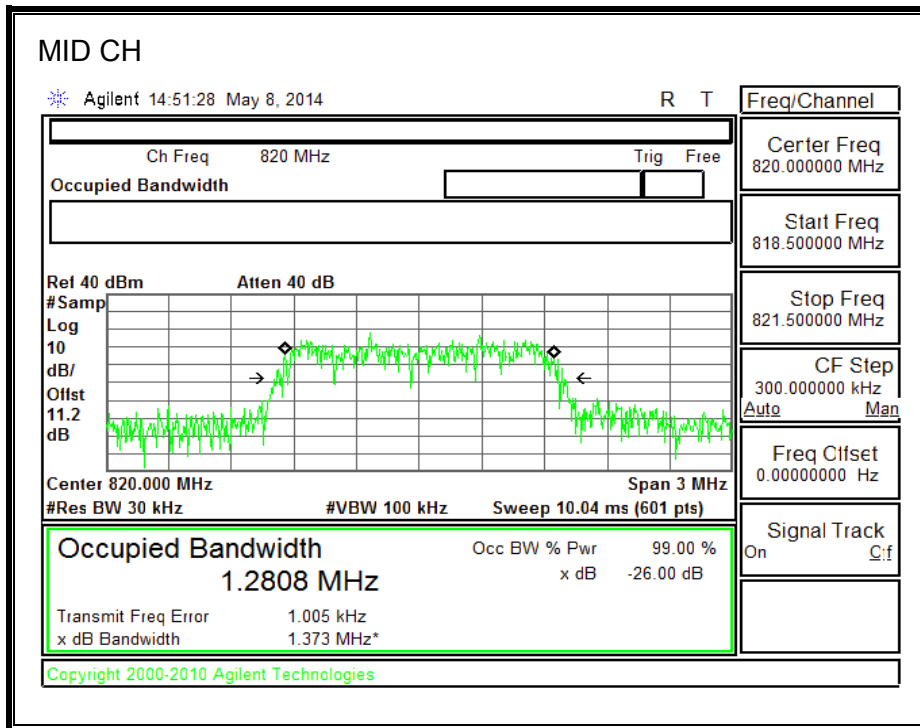 MID CH
Agilent 14:51:28 May 8, 2014 R T
Freq/Channel
Ch Freq 820 MHz Trig Free
Occupied Bandwidth
Center Freq
820.000000 MHz
Start Freq
818.500000 MHz
Stop Freq
821.500000 MHz
CF Step
300.000000 kHz
Auto Man
Freq Offset
0.00000000 Hz
Signal Track
On Off
Ref 40 dBm Atten 40 dB
#Samp
Log
10
dB/
Offst
11.2
dB
Center 820.000 MHz Span 3 MHz
#Res BW 30 kHz #VBW 100 kHz Sweep 10.04 ms (601 pts)
Occupied Bandwidth Occ BW % Pwr 99.00 %
1.2808 MHz x dB -26.00 dB
Transmit Freq Error 1.005 kHz
x dB Bandwidth 1.373 MHz*
Copyright 2000-2010 Agilent Technologies